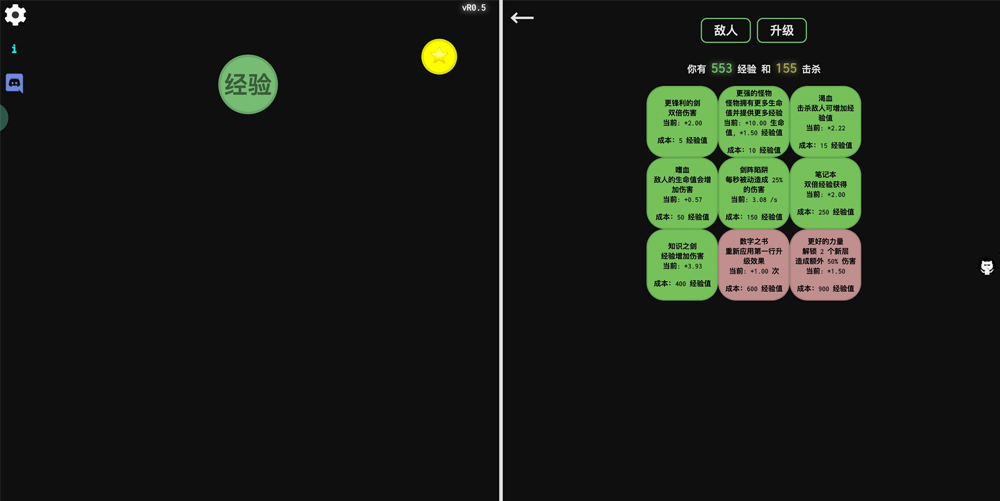 vR0.5
i
经验
敌人
升级
你有 553 经验 和 155 击杀
更锋利的剑
双倍伤害
当前: *2.00
成本: 5 经验值
更强的怪物
怪物拥有更多生命
值并提供更多经验
当前: *10.00 生命
值, *1.50 经验值
成本: 10 经验值
渴血
击杀敌人可增加经
验值
当前: *2.22
成本: 15 经验值
嗜血
敌人的生命值会增
加伤害
当前: +0.57
成本: 50 经验值
剑阵陷阱
每秒被动造成 25%
的伤害
当前: 3.08 /s
成本: 150 经验值
笔记本
双倍经验获得
当前: *2.00
成本: 250 经验值
知识之剑
经验增加伤害
当前: *3.93
成本: 400 经验值
数字之书
重新应用第一行升
级效果
当前: +1.00 次
成本: 600 经验值
更好的力量
解锁 2 个新层
造成额外 50% 伤害
当前: *1.50
成本: 900 经验值